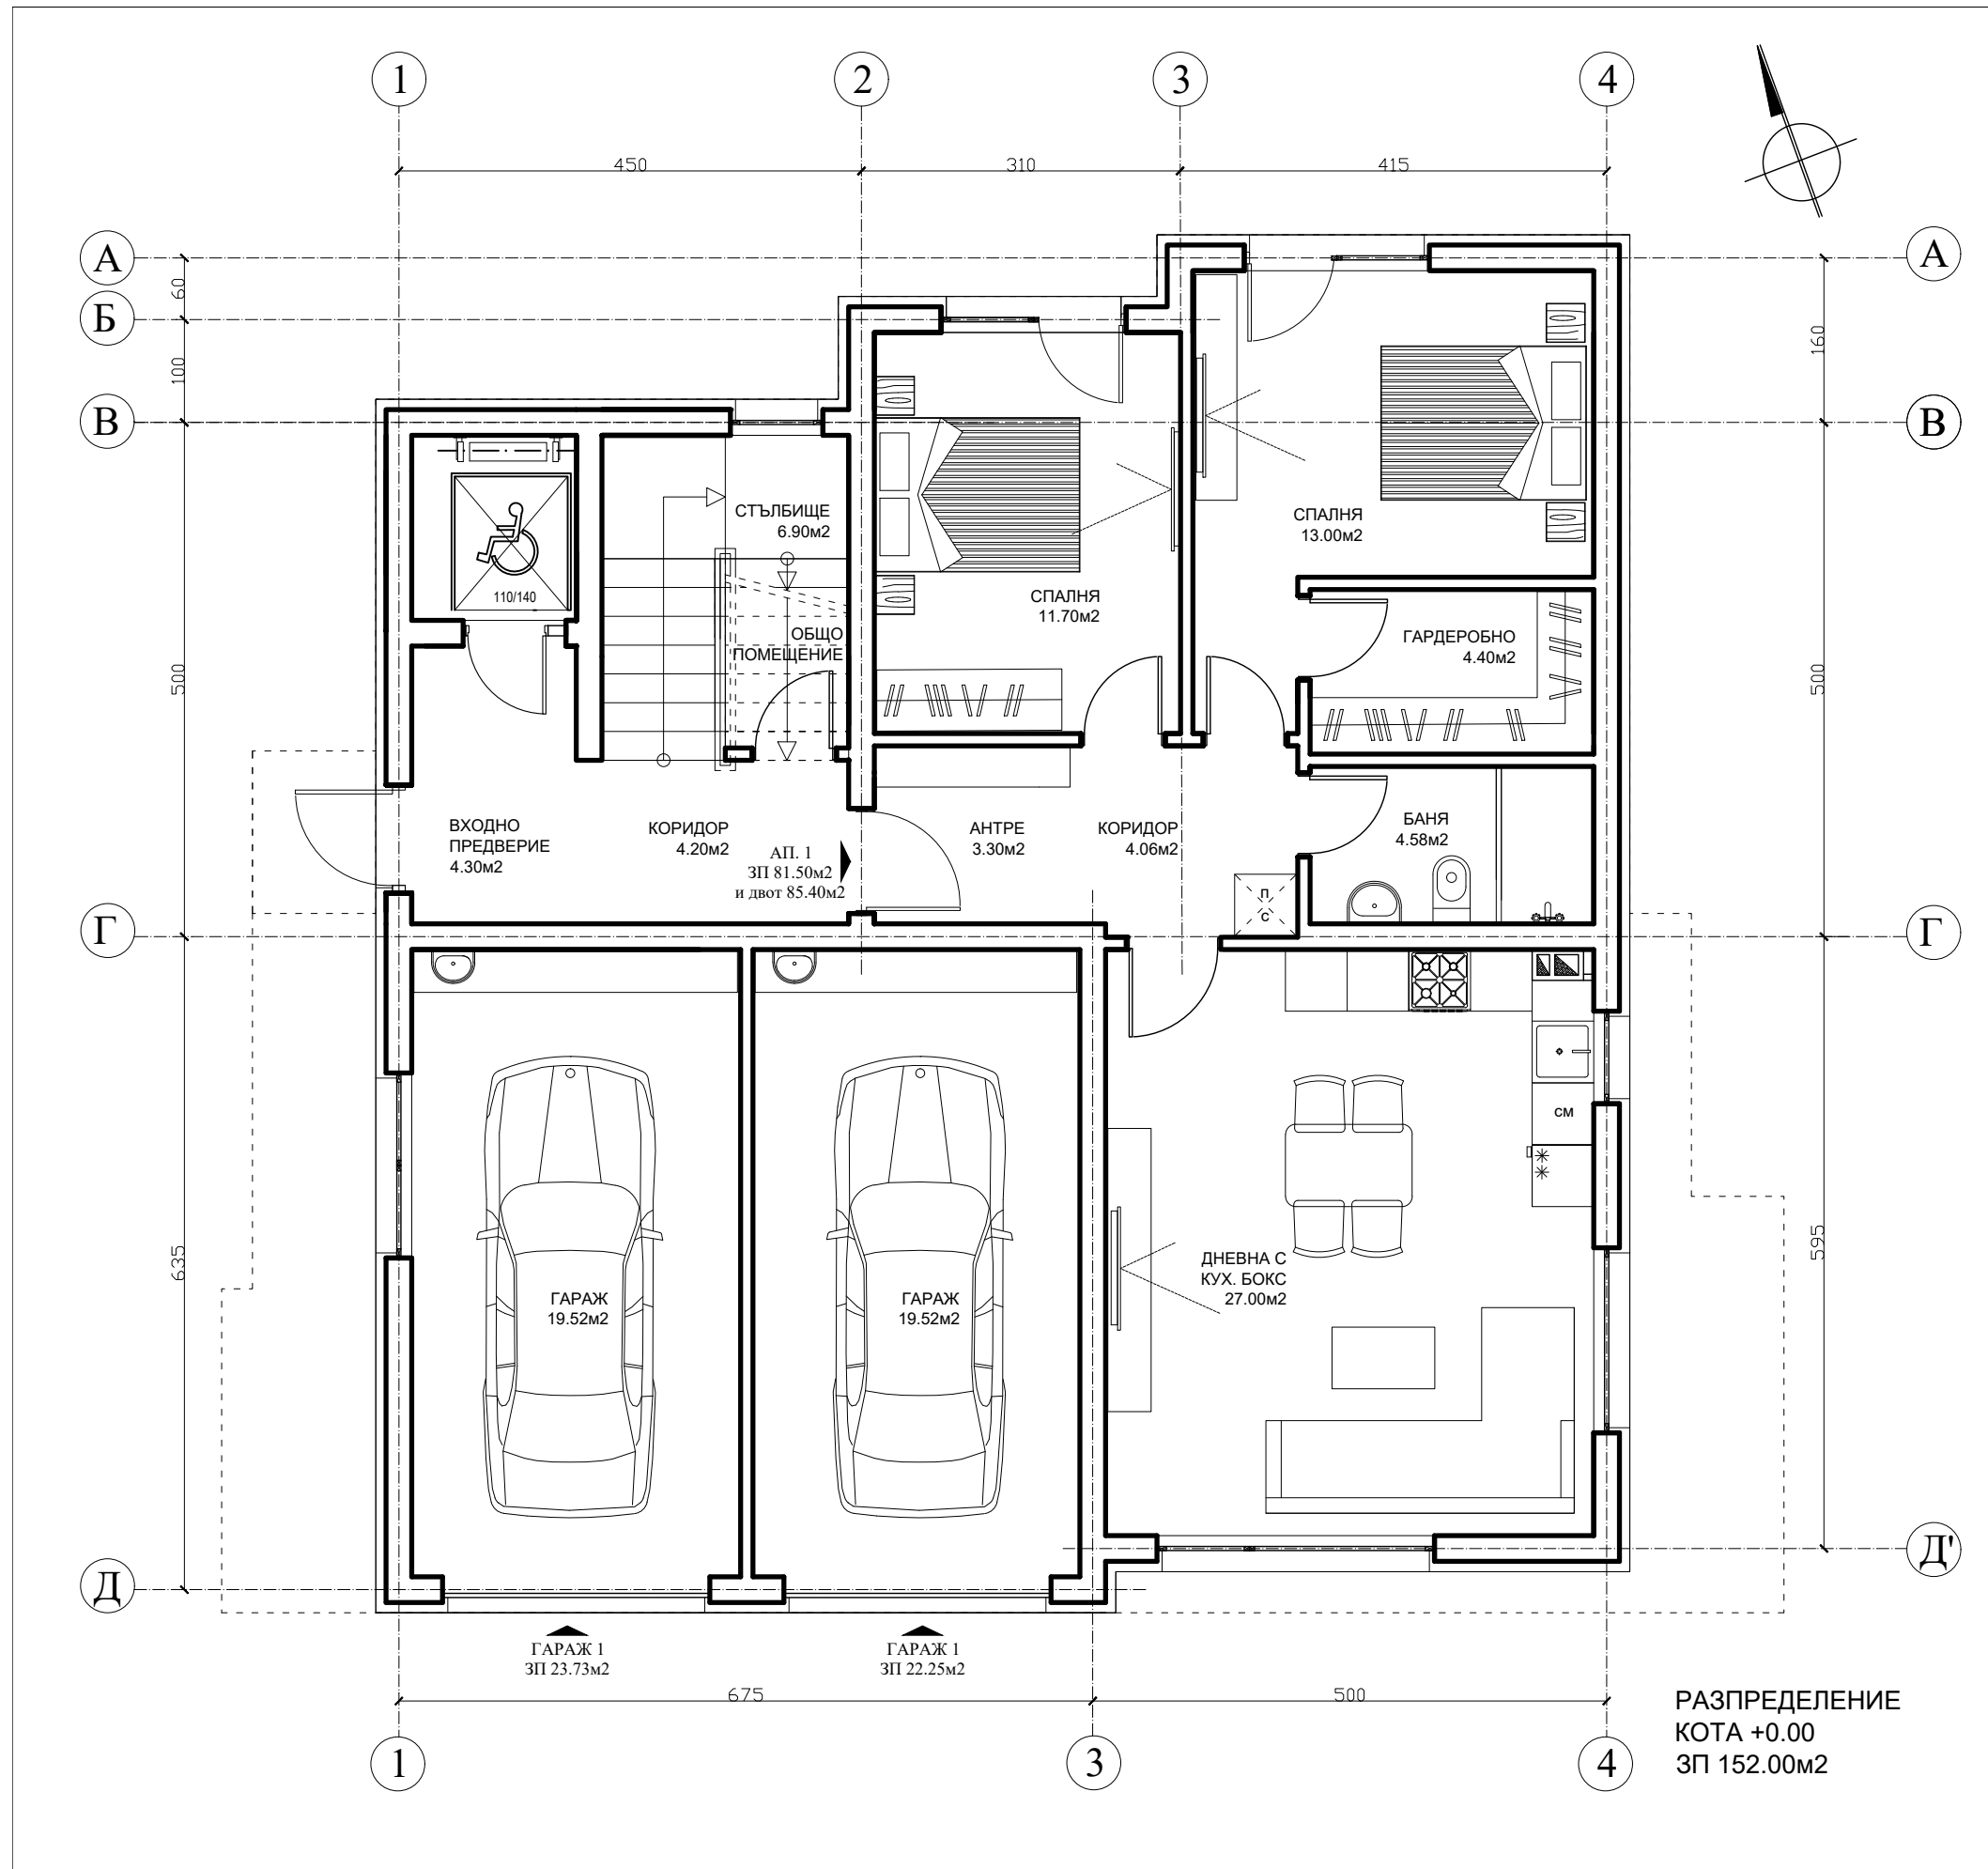 1
2
3
4
450
310
415
А
А
60
Б
100
160
В
В
СТЪЛБИЩЕ
6.90м2
СПАЛНЯ
13.00м2
110/140
СПАЛНЯ
11.70м2
ОБЩО
ПОМЕЩЕНИЕ
ГАРДЕРОБНО
4.40м2
500
500
ВХОДНО
ПРЕДВЕРИЕ
4.30м2
КОРИДОР
4.20м2
АП. 1
ЗП 81.50м2
и двот 85.40м2
АНТРЕ
3.30м2
КОРИДОР
4.06м2
БАНЯ
4.58м2
п
с
Г
Г
см
635
595
ГАРАЖ
19.52м2
ГАРАЖ
19.52м2
ДНЕВНА С
КУХ. БОКС
27.00м2
Д
Д'
ГАРАЖ 1
ЗП 23.73м2
ГАРАЖ 1
ЗП 22.25м2
675
500
1
3
4
РАЗПРЕДЕЛЕНИЕ
КОТА +0.00
ЗП 152.00м2